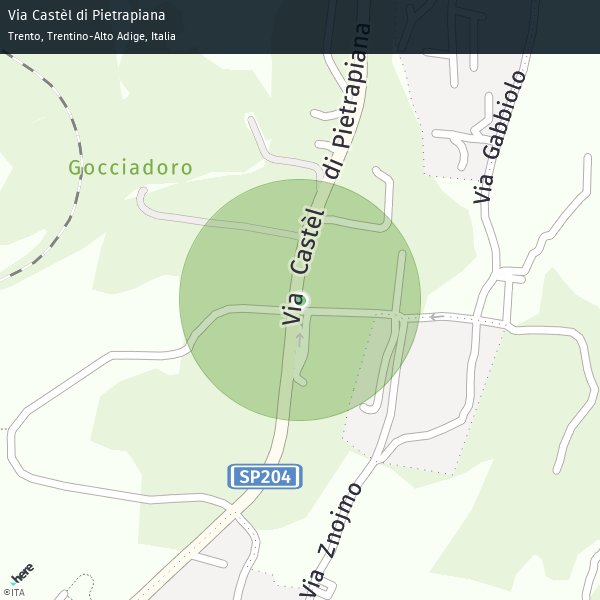 Via Castèl di Pietrapiana
Trento, Trentino-Alto Adige, Italia
Gocciadoro
Via Castèl di Pietrapiana
Via Gabbiolo
SP204
Via Znojmo
here
©ITA